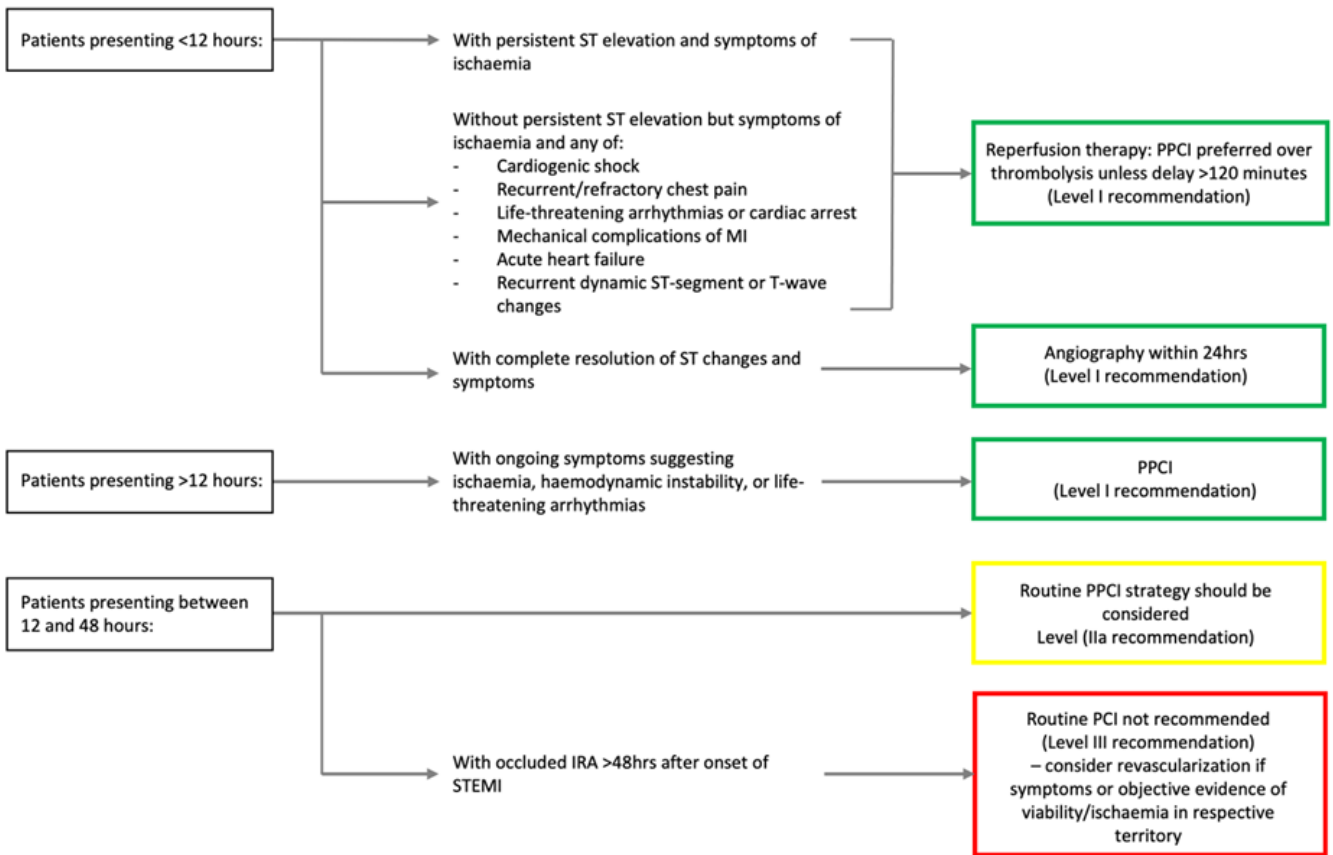 Patients presenting <12 hours:
With persistent ST elevation and symptoms of
ischaemia
Without persistent ST elevation but symptoms of
ischaemia and any of:
- Cardiogenic shock
- Recurrent/refractory chest pain
- Life-threatening arrhythmias or cardiac arrest
- Mechanical complications of MI
- Acute heart failure
- Recurrent dynamic ST-segment or T-wave
changes
Reperfusion therapy: PPCI preferred over
thrombolysis unless delay >120 minutes
(Level I recommendation)
With complete resolution of ST changes and
symptoms
Angiography within 24hrs
(Level I recommendation)
Patients presenting >12 hours:
With ongoing symptoms suggesting
ischaemia, haemodynamic instability, or life-
threatening arrhythmias
PPCI
(Level I recommendation)
Patients presenting between
12 and 48 hours:
Routine PPCI strategy should be
considered
Level (IIa recommendation)
With occluded IRA >48hrs after onset of
STEMI
Routine PCI not recommended
(Level III recommendation)
– consider revascularization if
symptoms or objective evidence of
viability/ischaemia in respective
territory